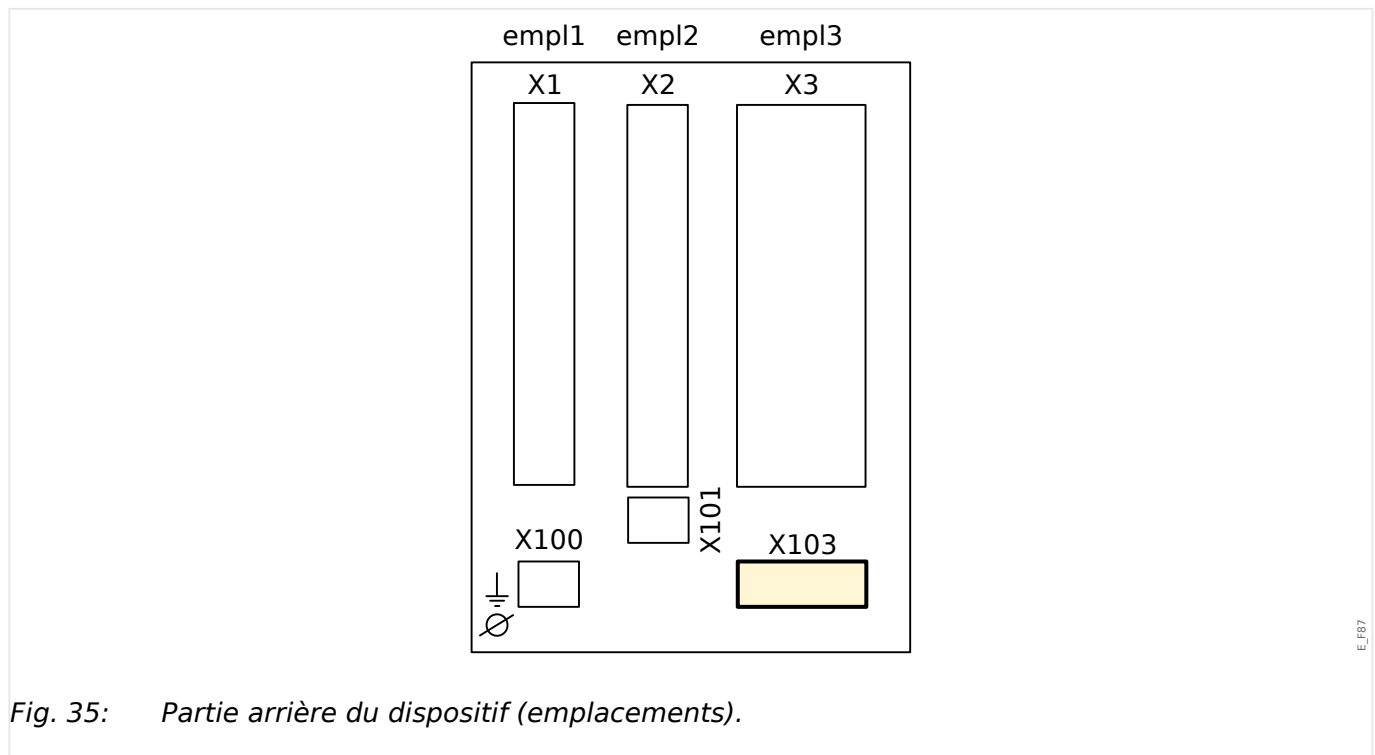 empl1 empl2 empl3
X1 X2 X3
X101
X100 X103
E_F87
Fig. 35: Partie arrière du dispositif (emplacements).